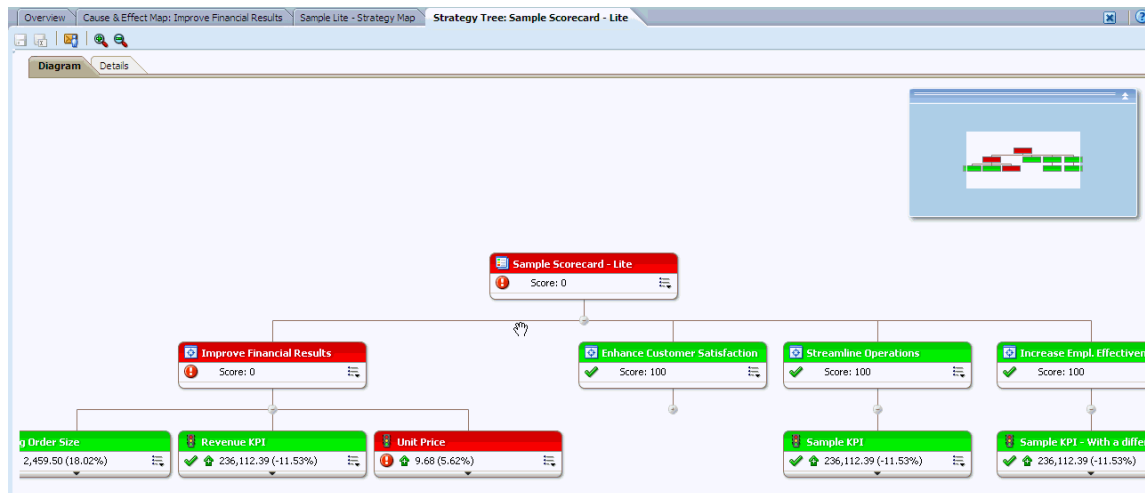 Overview Cause & Effect Map: Improve Financial Results Sample Lite - Strategy Map Strategy Tree: Sample Scorecard - Lite
Diagram Details
Sample Scorecard - Lite
Score: 0
Improve Financial Results Enhance Customer Satisfaction Streamline Operations Increase Empl. Effectiven
Score: 0 Score: 100 Score: 100 Score: 100
g Order Size Revenue KPI Unit Price Sample KPI Sample KPI - With a differ
2,459.50 (18.02%) 236,112.39 (-11.53%) 9.68 (5.62%) 236,112.39 (-11.53%) 236,112.39 (-11.53%)